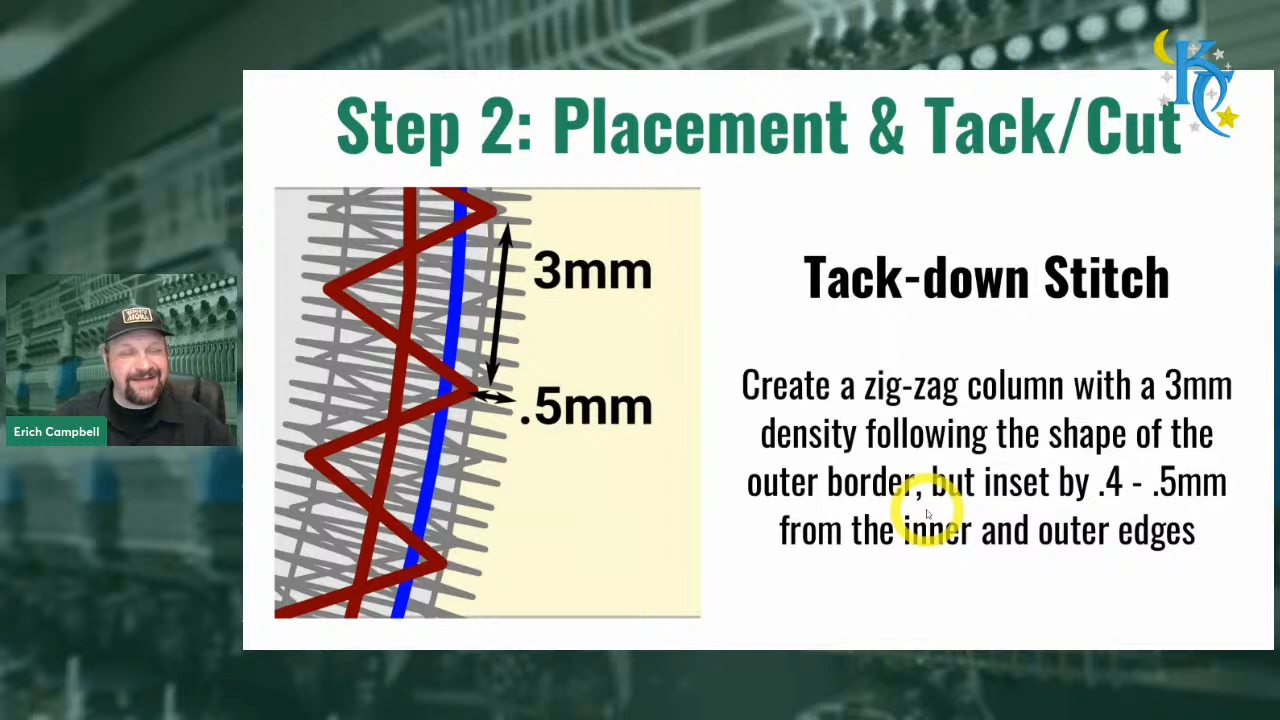 Step 2: Placement & Tack/Cut
KC
3mm
.5mm
Tack-down Stitch
Create a zig-zag column with a 3mm
density following the shape of the
outer border, but inset by .4 - .5mm
from the inner and outer edges
Erich Campbell